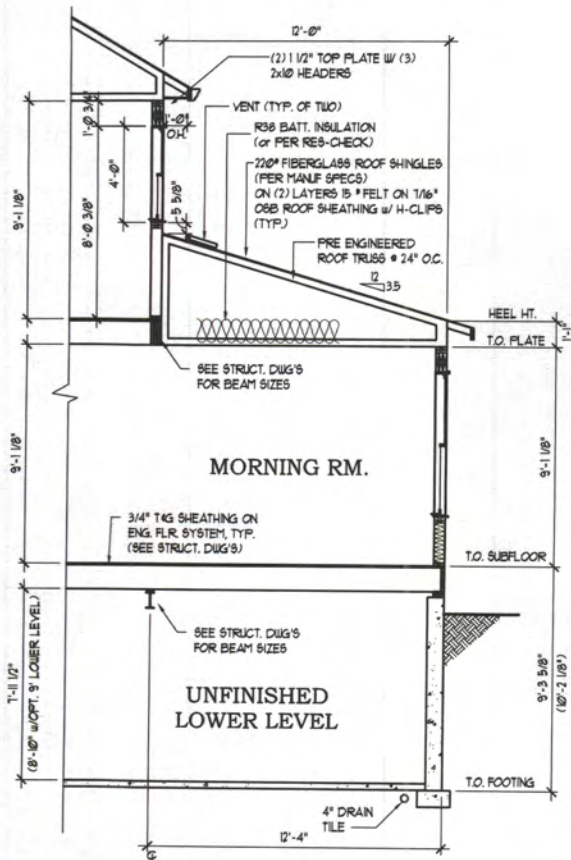 12'-0"
(2) 1 1/2" TOP PLATE W/ (3)
2x10 HEADERS
1'-0 3/4"
1'-0"
O.H.
VENT (TYP. OF TWO)
R38 BATT. INSULATION
(or PER RES-CHECK)
4'-0"
220# FIBERGLASS ROOF SHINGLES
(PER MANUF SPECS)
ON (2) LAYERS 15 # FELT ON 7/16"
OSB ROOF SHEATHING w/ H-CLIPS
(TYP.)
9'-1 1/8"
8'-0 3/8"
5 5/8"
PRE ENGINEERED
ROOF TRUSS @ 24" O.C.
12
3.5
HEEL HT.
1'-1"
T.O. PLATE
SEE STRUCT. DWG'S
FOR BEAM SIZES
9'-1 1/8"
MORNING RM.
9'-1 1/8"
3/4" T&G SHEATHING ON
ENG. FLR. SYSTEM, TYP.
(SEE STRUCT. DWG'S)
T.O. SUBFLOOR
SEE STRUCT. DWG'S
FOR BEAM SIZES
7'-11 1/2"
(8'-10" w/OPT. 9' LOWER LEVEL)
UNFINISHED
LOWER LEVEL
9'-3 5/8"
(10'-2 1/8")
T.O. FOOTING
4" DRAIN
TILE
12'-4"